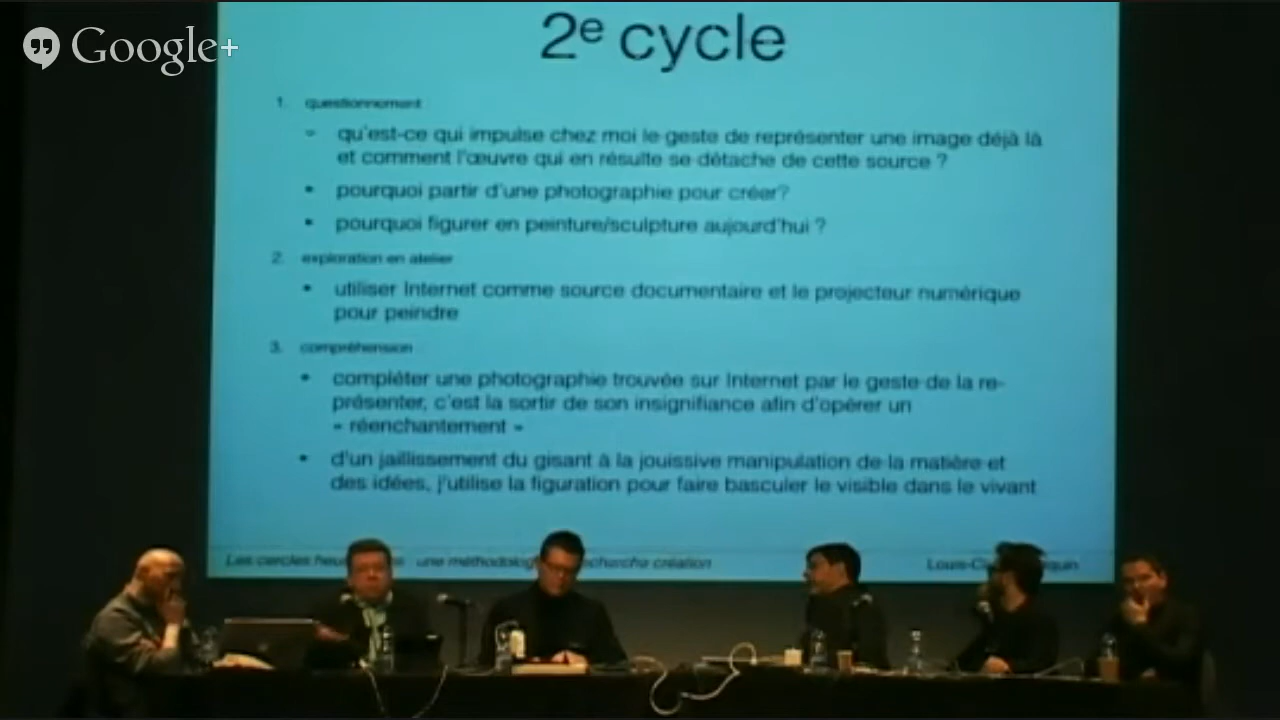 Google+
2e cycle
1. questionnement
qu'est-ce qui impulse chez moi le geste de représenter une image déjà là
et comment l'œuvre qui en résulte se détache de cette source ?
• pourquoi partir d'une photographie pour créer?
• pourquoi figurer en peinture/sculpture aujourd'hui ?
2. exploration en atelier
• utiliser Internet comme source documentaire et le projecteur numérique
pour peindre
3. compréhension
• compléter une photographie trouvée sur Internet par le geste de la re-
présenter, c'est la sortir de son insignifiance afin d'opérer un
« réenchantement »
• d'un jaillissement du gisant à la jouissive manipulation de la matière et
des idées, j'utilise la figuration pour faire basculer le visible dans le vivant
Les cercles une création